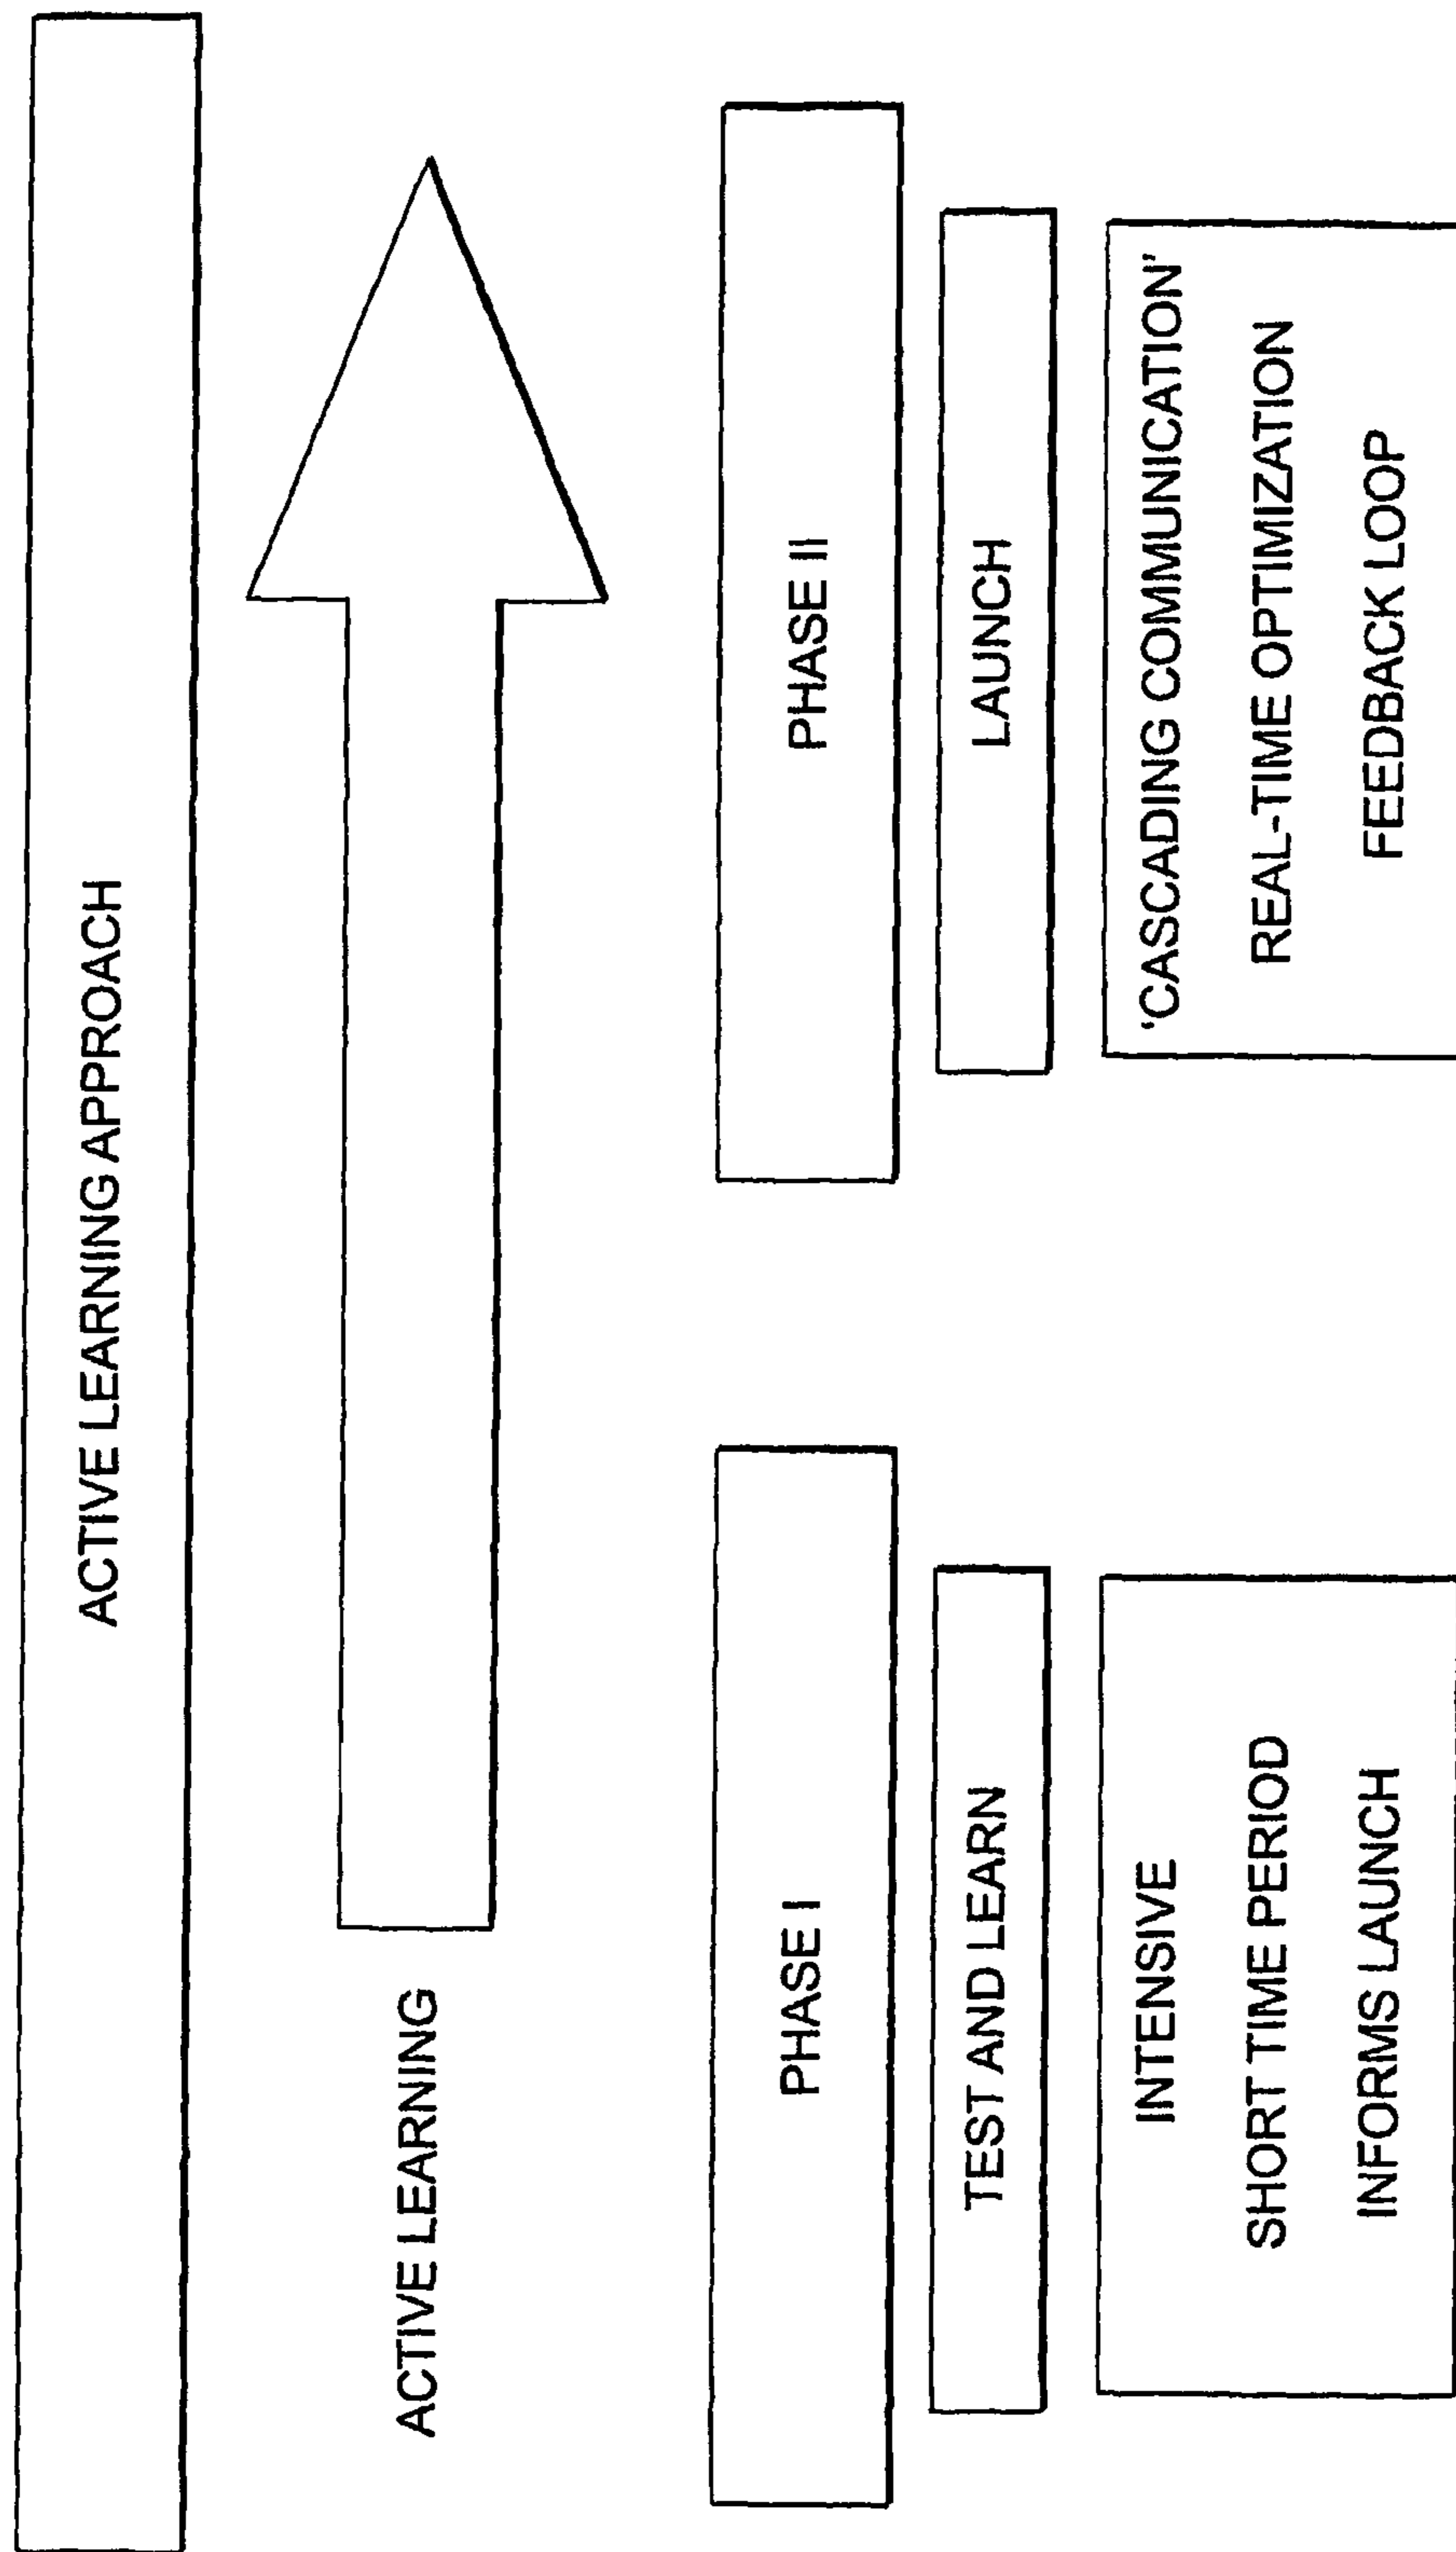 ACTIVE LEARNING APPROACH
ACTIVE LEARNING
PHASE I
TEST AND LEARN
INTENSIVE
SHORT TIME PERIOD
INFORMS LAUNCH
PHASE II
LAUNCH
'CASCADING COMMUNICATION'
REAL-TIME OPTIMIZATION
FEEDBACK LOOP